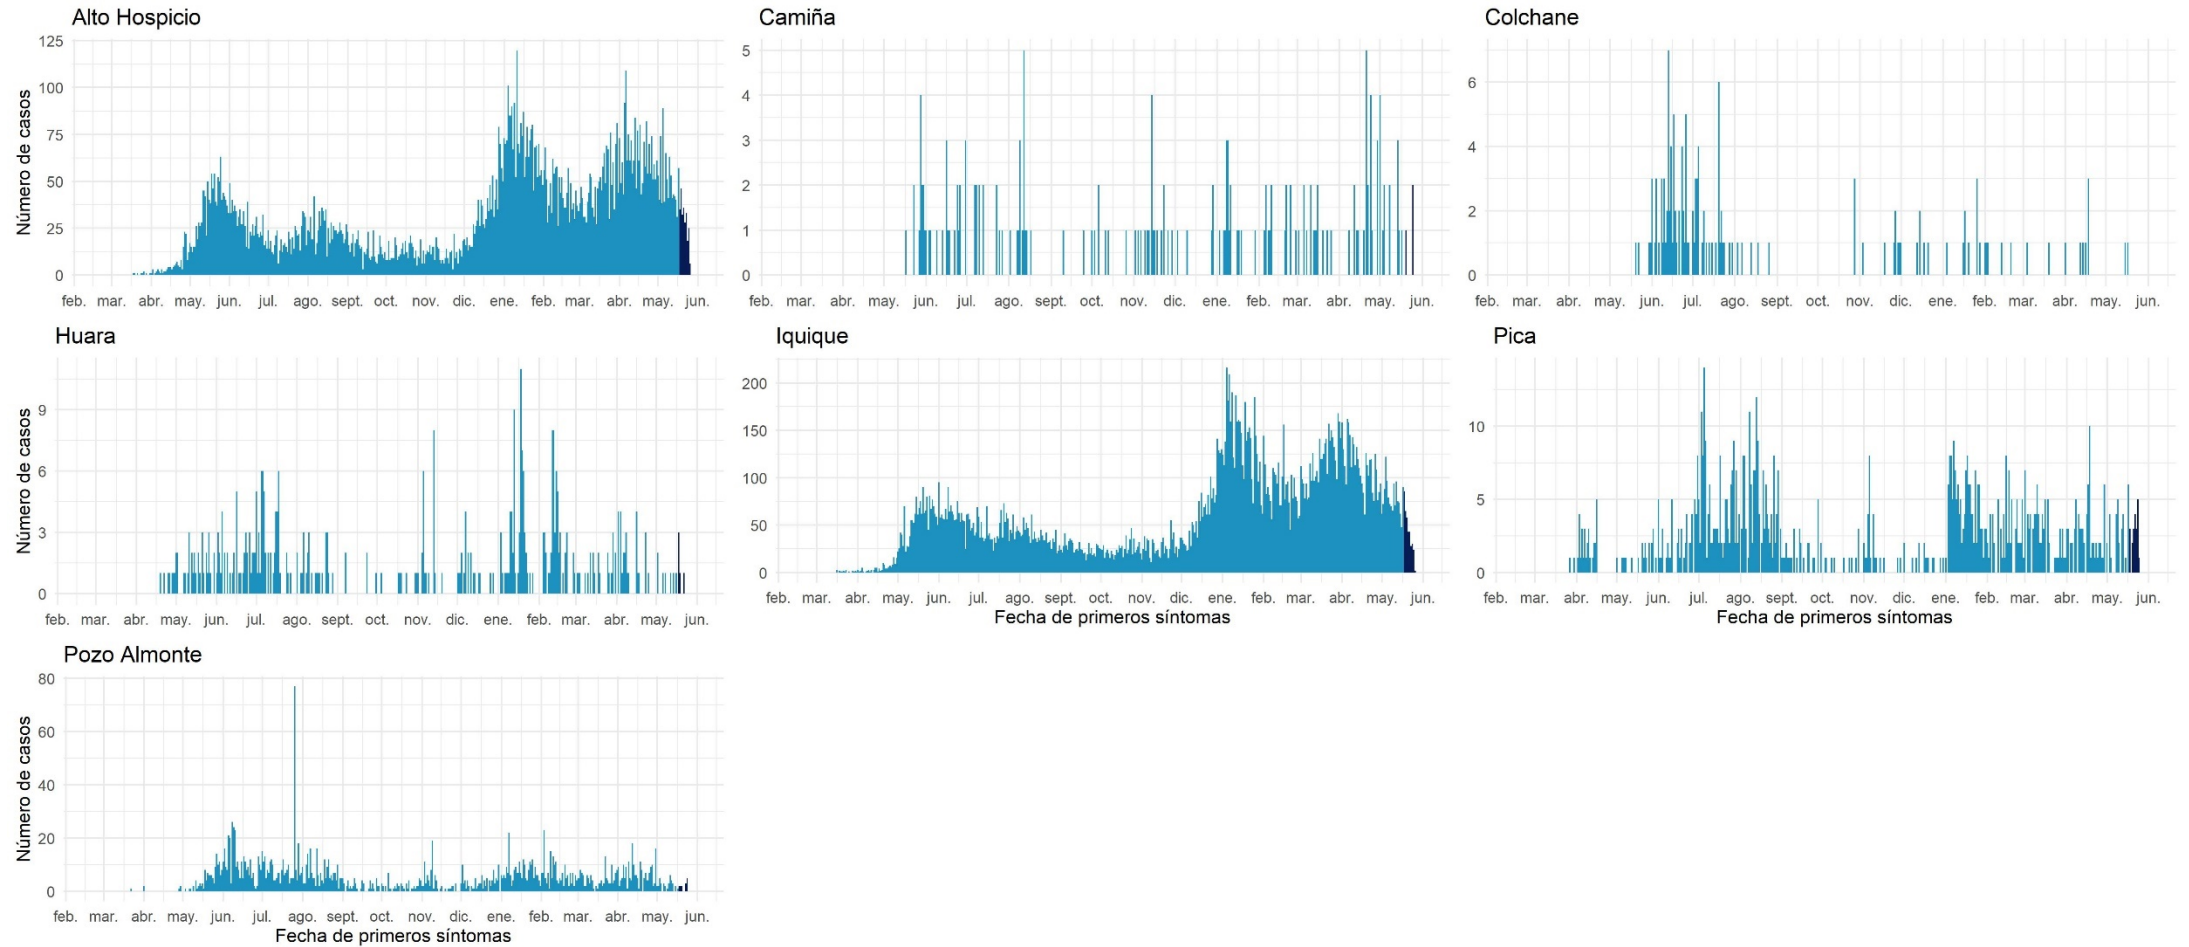 Alto Hospicio
Número de casos
125
100
75
50
25
0
feb. mar. abr. may. jun. jul. ago. sept. oct. nov. dic. ene. feb. mar. abr. may. jun.
Camiña
5
4
3
2
1
0
feb. mar. abr. may. jun. jul. ago. sept. oct. nov. dic. ene. feb. mar. abr. may. jun.
Colchane
6
4
2
0
feb. mar. abr. may. jun. jul. ago. sept. oct. nov. dic. ene. feb. mar. abr. may. jun.
Huara
Número de casos
9
6
3
0
feb. mar. abr. may. jun. jul. ago. sept. oct. nov. dic. ene. feb. mar. abr. may. jun.
Iquique
200
150
100
50
0
feb. mar. abr. may. jun. jul. ago. sept. oct. nov. dic. ene. feb. mar. abr. may. jun.
Fecha de primeros síntomas
Pica
10
5
0
feb. mar. abr. may. jun. jul. ago. sept. oct. nov. dic. ene. feb. mar. abr. may. jun.
Fecha de primeros síntomas
Pozo Almonte
Número de casos
80
60
40
20
0
feb. mar. abr. may. jun. jul. ago. sept. oct. nov. dic. ene. feb. mar. abr. may. jun.
Fecha de primeros síntomas